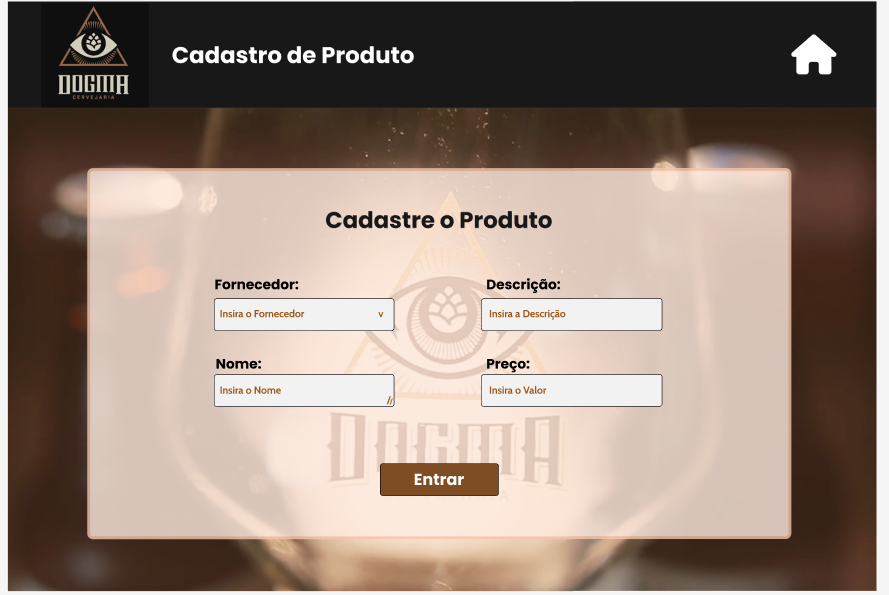 DOGMA
CERVEJARIA
Cadastro de Produto
Cadastre o Produto
Fornecedor:
Insira o Fornecedor v
Descrição:
Insira a Descrição
Nome:
Insira o Nome
Preço:
Insira o Valor
DOGMA
Entrar